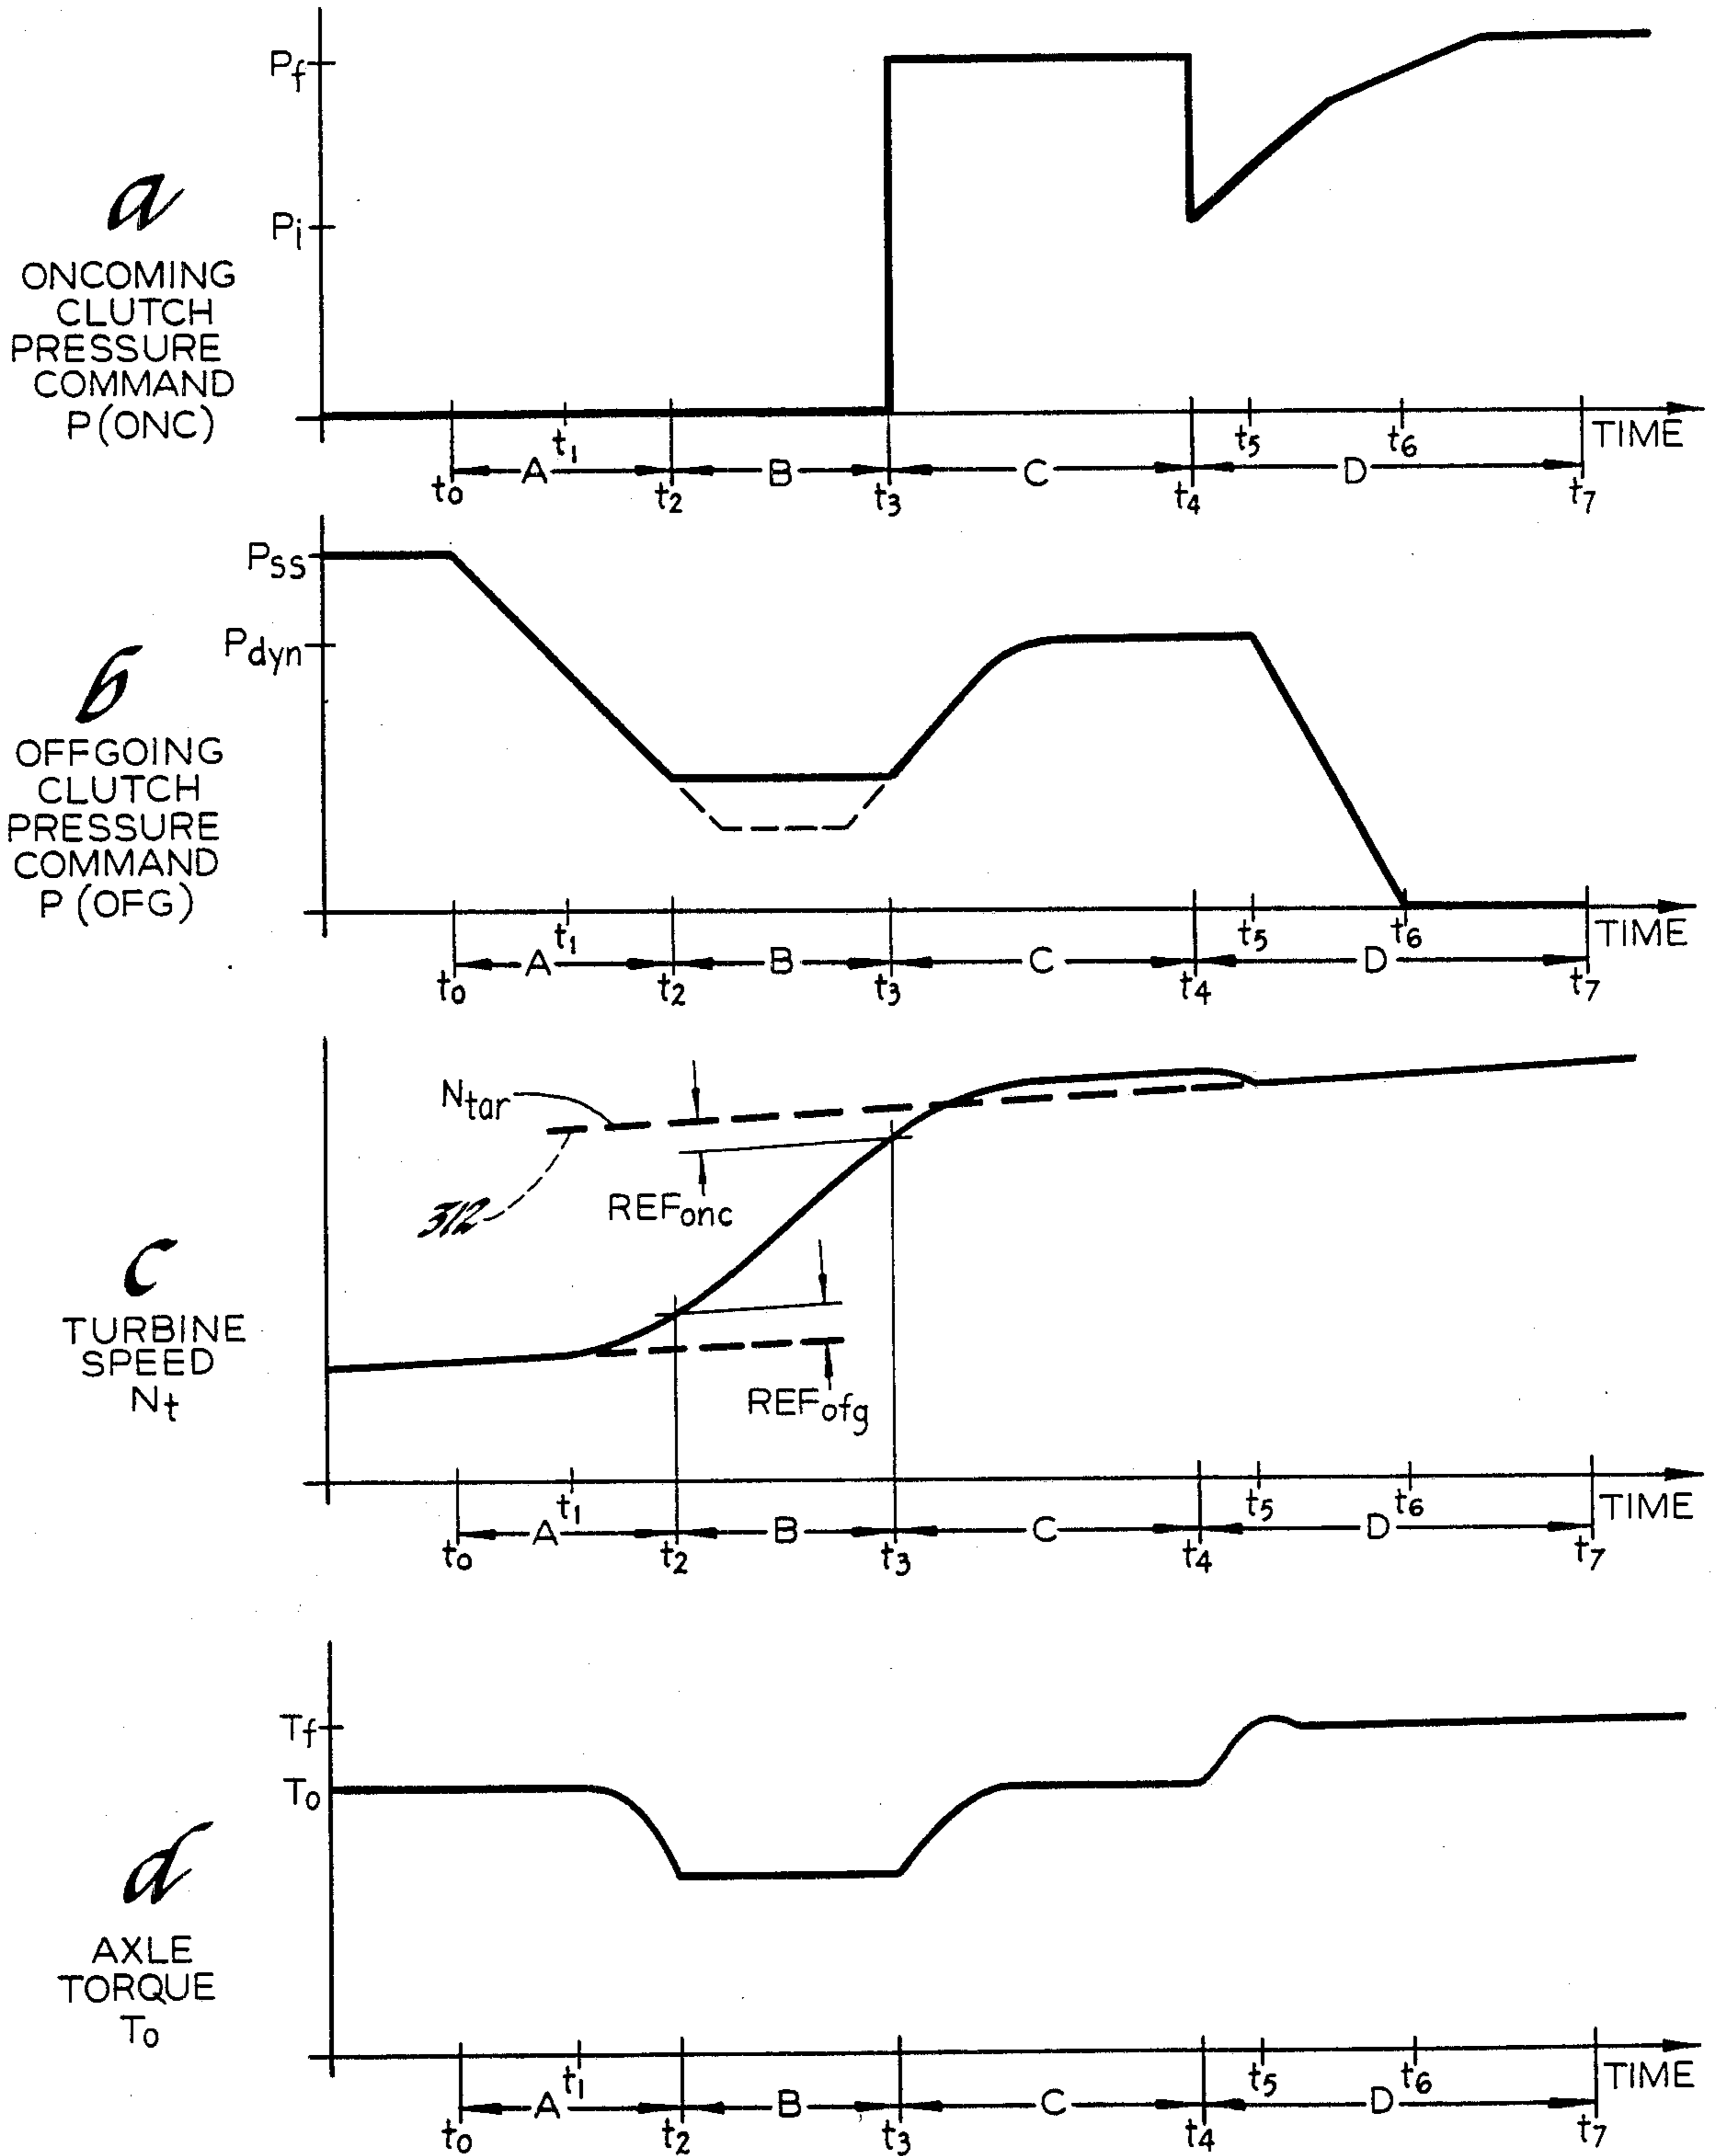 Pf
Pi
a
ONCOMING
CLUTCH
PRESSURE
COMMAND
P(ONC)
t1 t5 t6 TIME
A B C D
t0 t2 t3 t4 t7
Pss
Pdyn
b
OFFGOING
CLUTCH
PRESSURE
COMMAND
P (OFG)
t1 t5 t6 TIME
A B C D
t0 t2 t3 t4 t7
Ntar
312
REFonc
REFofg
c
TURBINE
SPEED
Nt
t1 t5 t6 TIME
A B C D
t0 t2 t3 t4 t7
Tf
To
d
AXLE
TORQUE
To
t1 t5 t6 TIME
A B C D
t0 t2 t3 t4 t7